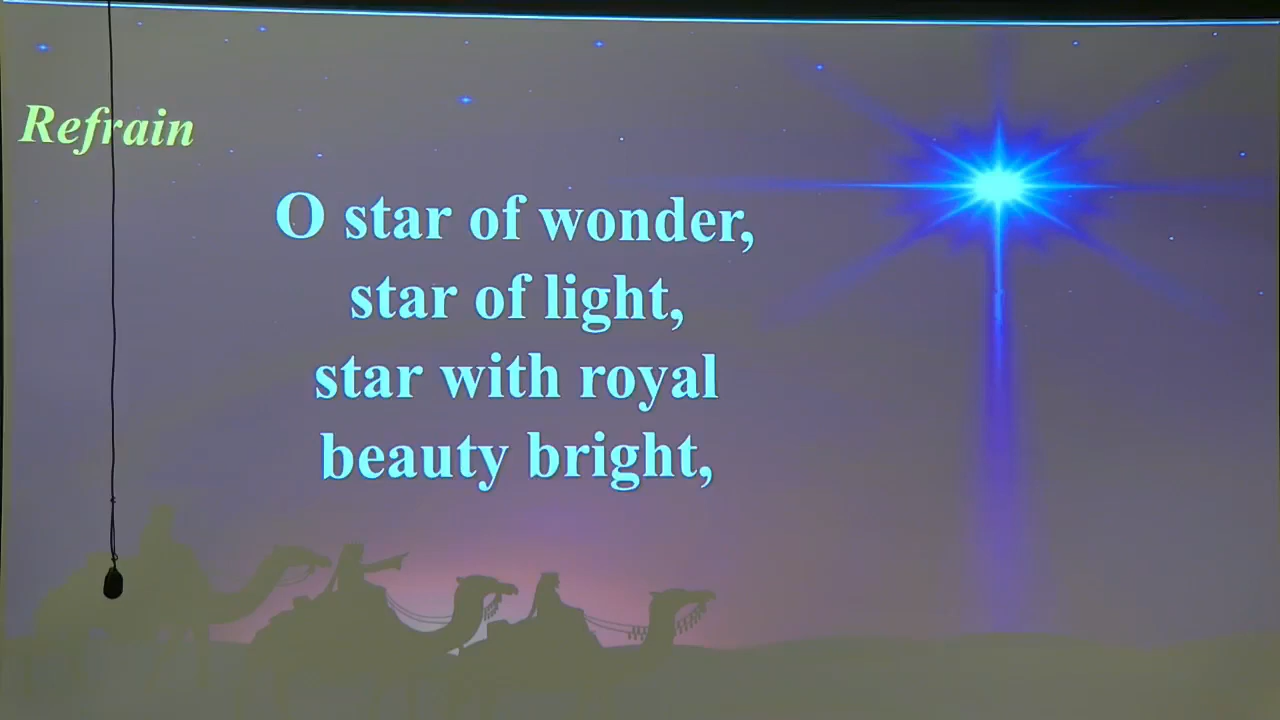 Refrain
O star of wonder,
star of light,
star with royal
beauty bright,